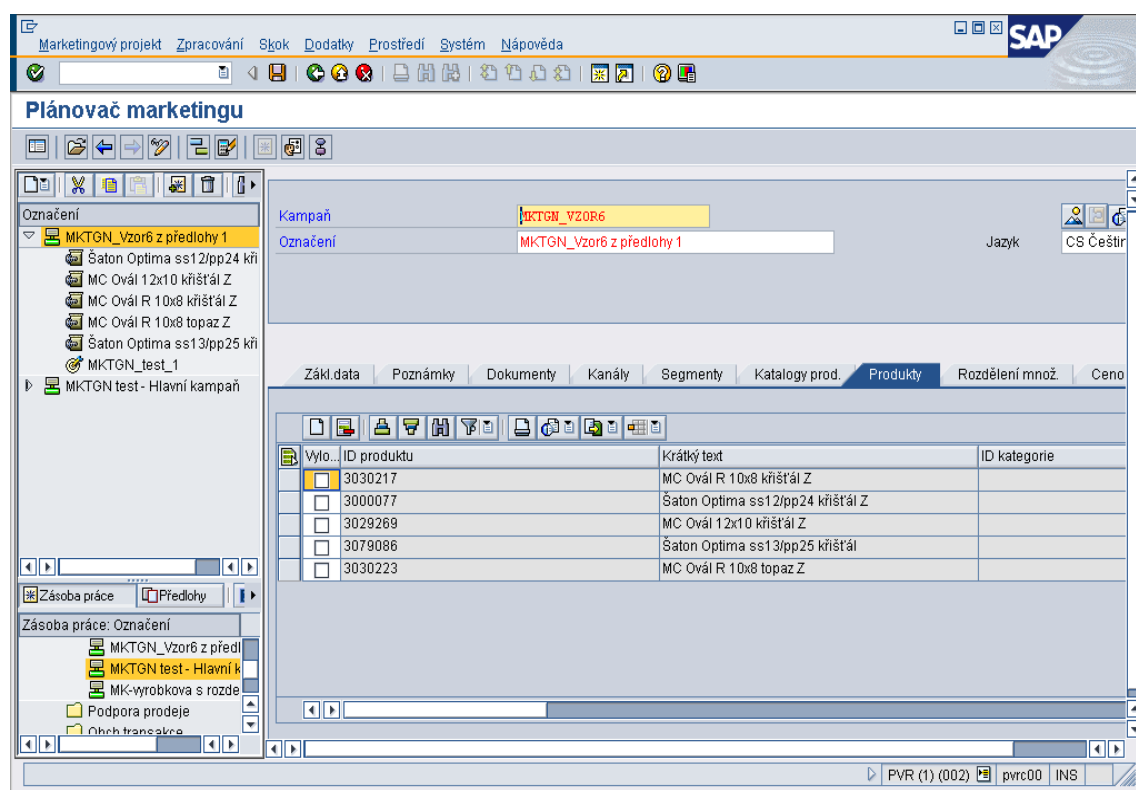 Marketingový projekt Zpracování Skok Dodatky Prostředí Systém Nápověda
SAP
Plánovač marketingu
Označení
MKTGN_Vzor6 z předlohy 1
Šaton Optima ss12/pp24 kři
MC Ovál 12x10 křišťál Z
MC Ovál R 10x8 křišťál Z
MC Ovál R 10x8 topaz Z
Šaton Optima ss13/pp25 kři
MKTGN_test_1
MKTGN test - Hlavní kampaň
Kampaň MKTGN_VZOR6
Označení MKTGN_Vzor6 z předlohy 1 Jazyk CS Češtin
Zákl.data Poznámky Dokumenty Kanály Segmenty Katalogy prod. Produkty Rozdělení množ. Ceno
Vylo... ID produktu Krátký text ID kategorie
3030217 MC Ovál R 10x8 křišťál Z
3000077 Šaton Optima ss12/pp24 křišťál Z
3029269 MC Ovál 12x10 křišťál Z
3079086 Šaton Optima ss13/pp25 křišťál
3030223 MC Ovál R 10x8 topaz Z
Zásoba práce Předlohy
Zásoba práce: Označení
MKTGN_Vzor6 z předl
MKTGN test - Hlavní k
MK-vyrobkova s rozde
Podpora prodeje
Obch.transakce
PVR (1) (002) pvrc00 INS